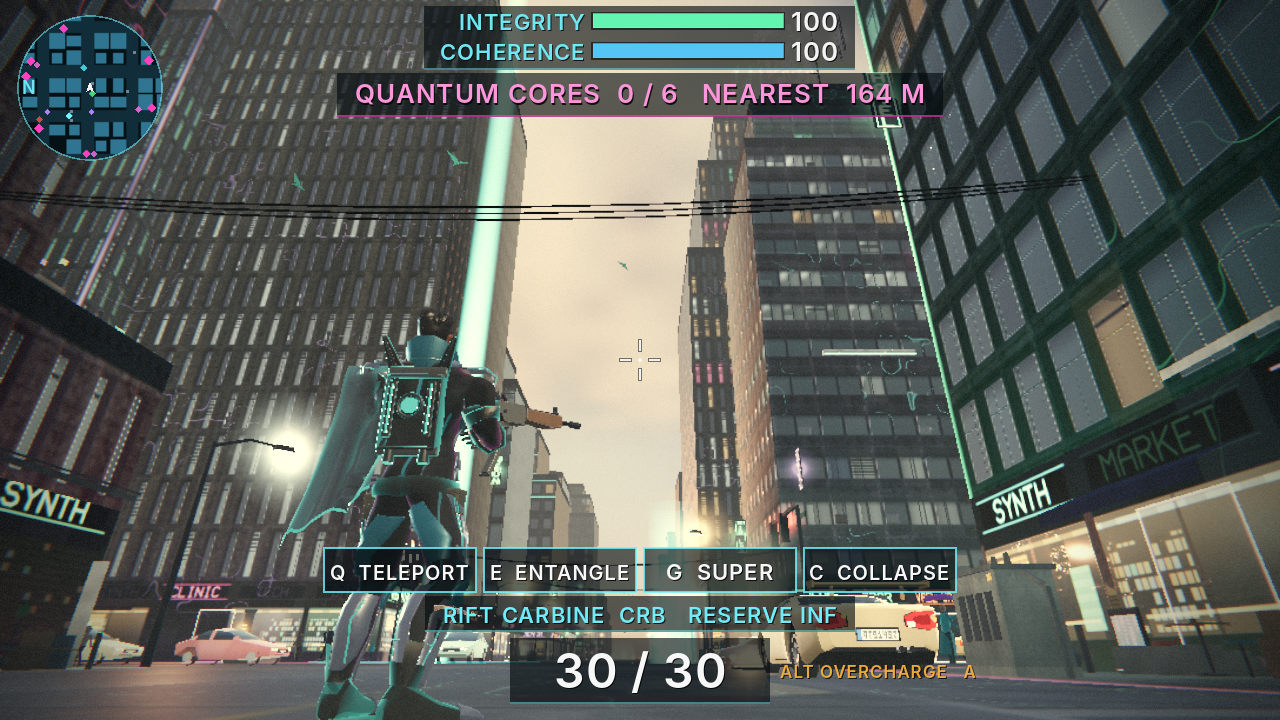 INTEGRITY 100
COHERENCE 100
QUANTUM CORES 0 / 6 NEAREST 164 M
N
MARKET
SYNTH
SYNTH
CLINIC
Q TELEPORT
E ENTANGLE
G SUPER
C COLLAPSE
RIFT CARBINE CRB RESERVE INF
30 / 30
ALT OVERCHARGE A